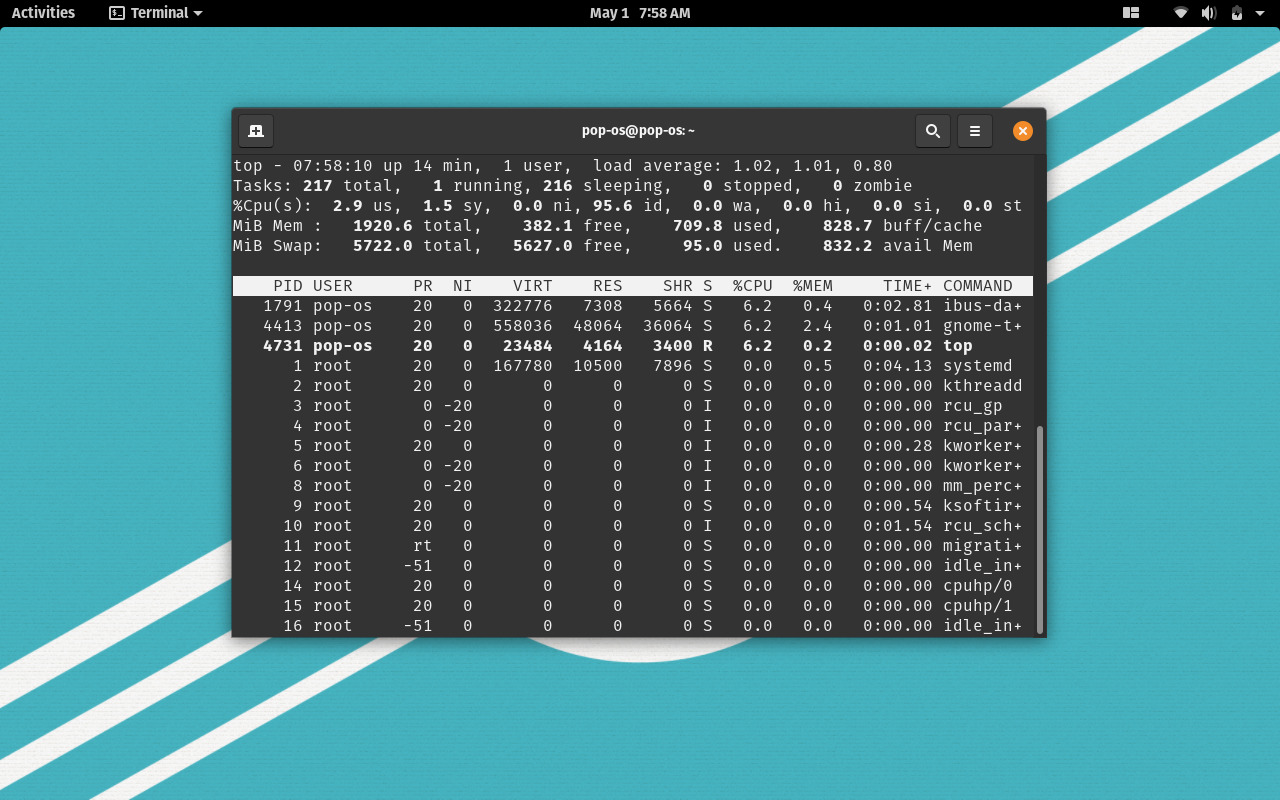 Activities Terminal May 1 7:58 AM
pop-os@pop-os: ~
top - 07:58:10 up 14 min,  1 user,  load average: 1.02, 1.01, 0.80
Tasks: 217 total,   1 running, 216 sleeping,   0 stopped,   0 zombie
%Cpu(s):  2.9 us,  1.5 sy,  0.0 ni, 95.6 id,  0.0 wa,  0.0 hi,  0.0 si,  0.0 st
MiB Mem :   1920.6 total,    382.1 free,    709.8 used,    828.7 buff/cache
MiB Swap:   5722.0 total,   5627.0 free,     95.0 used.    832.2 avail Mem
PID USER      PR  NI    VIRT    RES    SHR S  %CPU  %MEM     TIME+ COMMAND
1791 pop-os    20   0  322776   7308   5664 S   6.2   0.4   0:02.81 ibus-da+
4413 pop-os    20   0  558036  48064  36064 S   6.2   2.4   0:01.01 gnome-t+
4731 pop-os    20   0   23484   4164   3400 R   6.2   0.2   0:00.02 top
1 root      20   0  167780  10500   7896 S   0.0   0.5   0:04.13 systemd
2 root      20   0       0      0      0 S   0.0   0.0   0:00.00 kthreadd
3 root       0 -20       0      0      0 I   0.0   0.0   0:00.00 rcu_gp
4 root       0 -20       0      0      0 I   0.0   0.0   0:00.00 rcu_par+
5 root      20   0       0      0      0 I   0.0   0.0   0:00.28 kworker+
6 root       0 -20       0      0      0 I   0.0   0.0   0:00.00 kworker+
8 root       0 -20       0      0      0 I   0.0   0.0   0:00.00 mm_perc+
9 root      20   0       0      0      0 S   0.0   0.0   0:00.54 ksoftir+
10 root      20   0       0      0      0 I   0.0   0.0   0:01.54 rcu_sch+
11 root      rt   0       0      0      0 S   0.0   0.0   0:00.00 migrati+
12 root     -51   0       0      0      0 S   0.0   0.0   0:00.00 idle_in+
14 root      20   0       0      0      0 S   0.0   0.0   0:00.00 cpuhp/0
15 root      20   0       0      0      0 S   0.0   0.0   0:00.00 cpuhp/1
16 root     -51   0       0      0      0 S   0.0   0.0   0:00.00 idle_in+